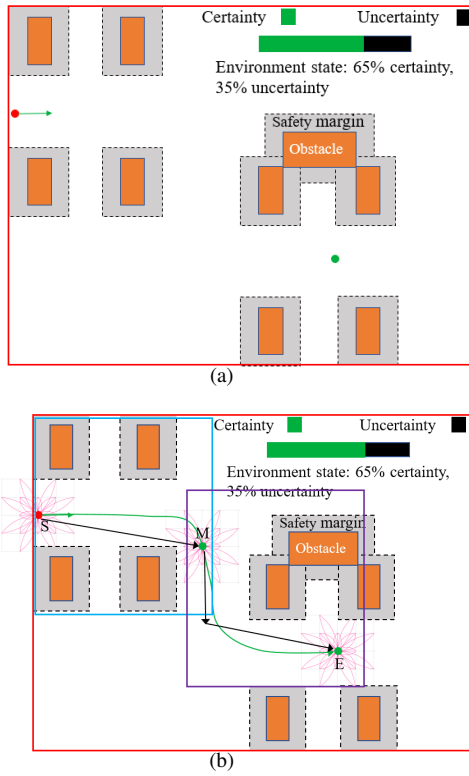 Certainty
Uncertainty
Environment state: 65% certainty,
35% uncertainty
Safety margin
Obstacle
(a)
Certainty
Uncertainty
Environment state: 65% certainty,
35% uncertainty
S
M
Safety margin
Obstacle
E
(b)